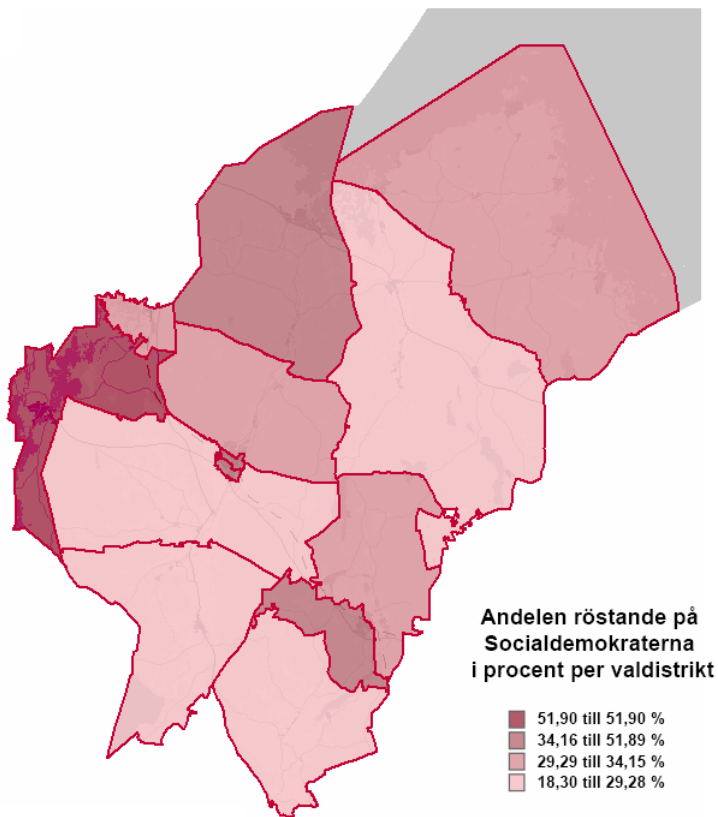 Andelen röstande på
Socialdemokraterna
i procent per valdistrikt
51,90 till 51,90 %
34,16 till 51,89 %
29,29 till 34,15 %
18,30 till 29,28 %